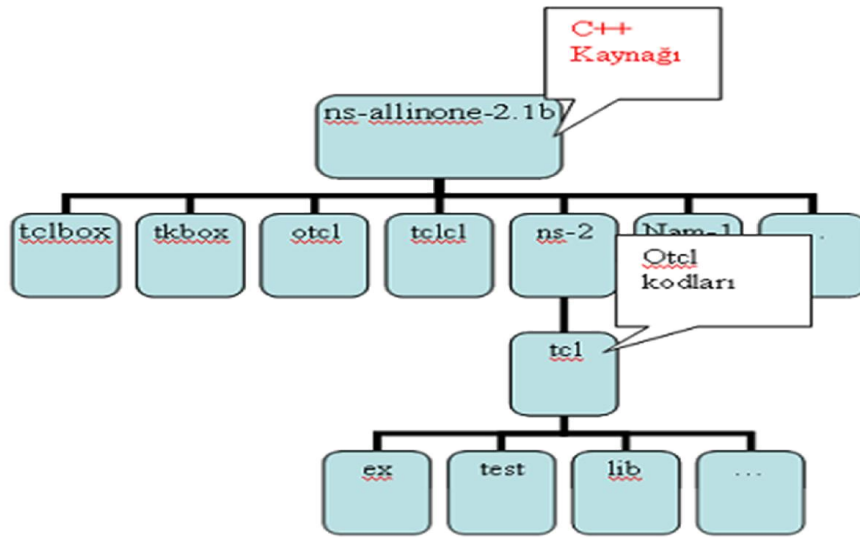 C++
Kaynağı
ns-allinone-2.1b
tclbox
tkbox
otcl
tclcl
ns-2
Nam-1
.
Otcl
kodları
tcl
ex
test
lib
...